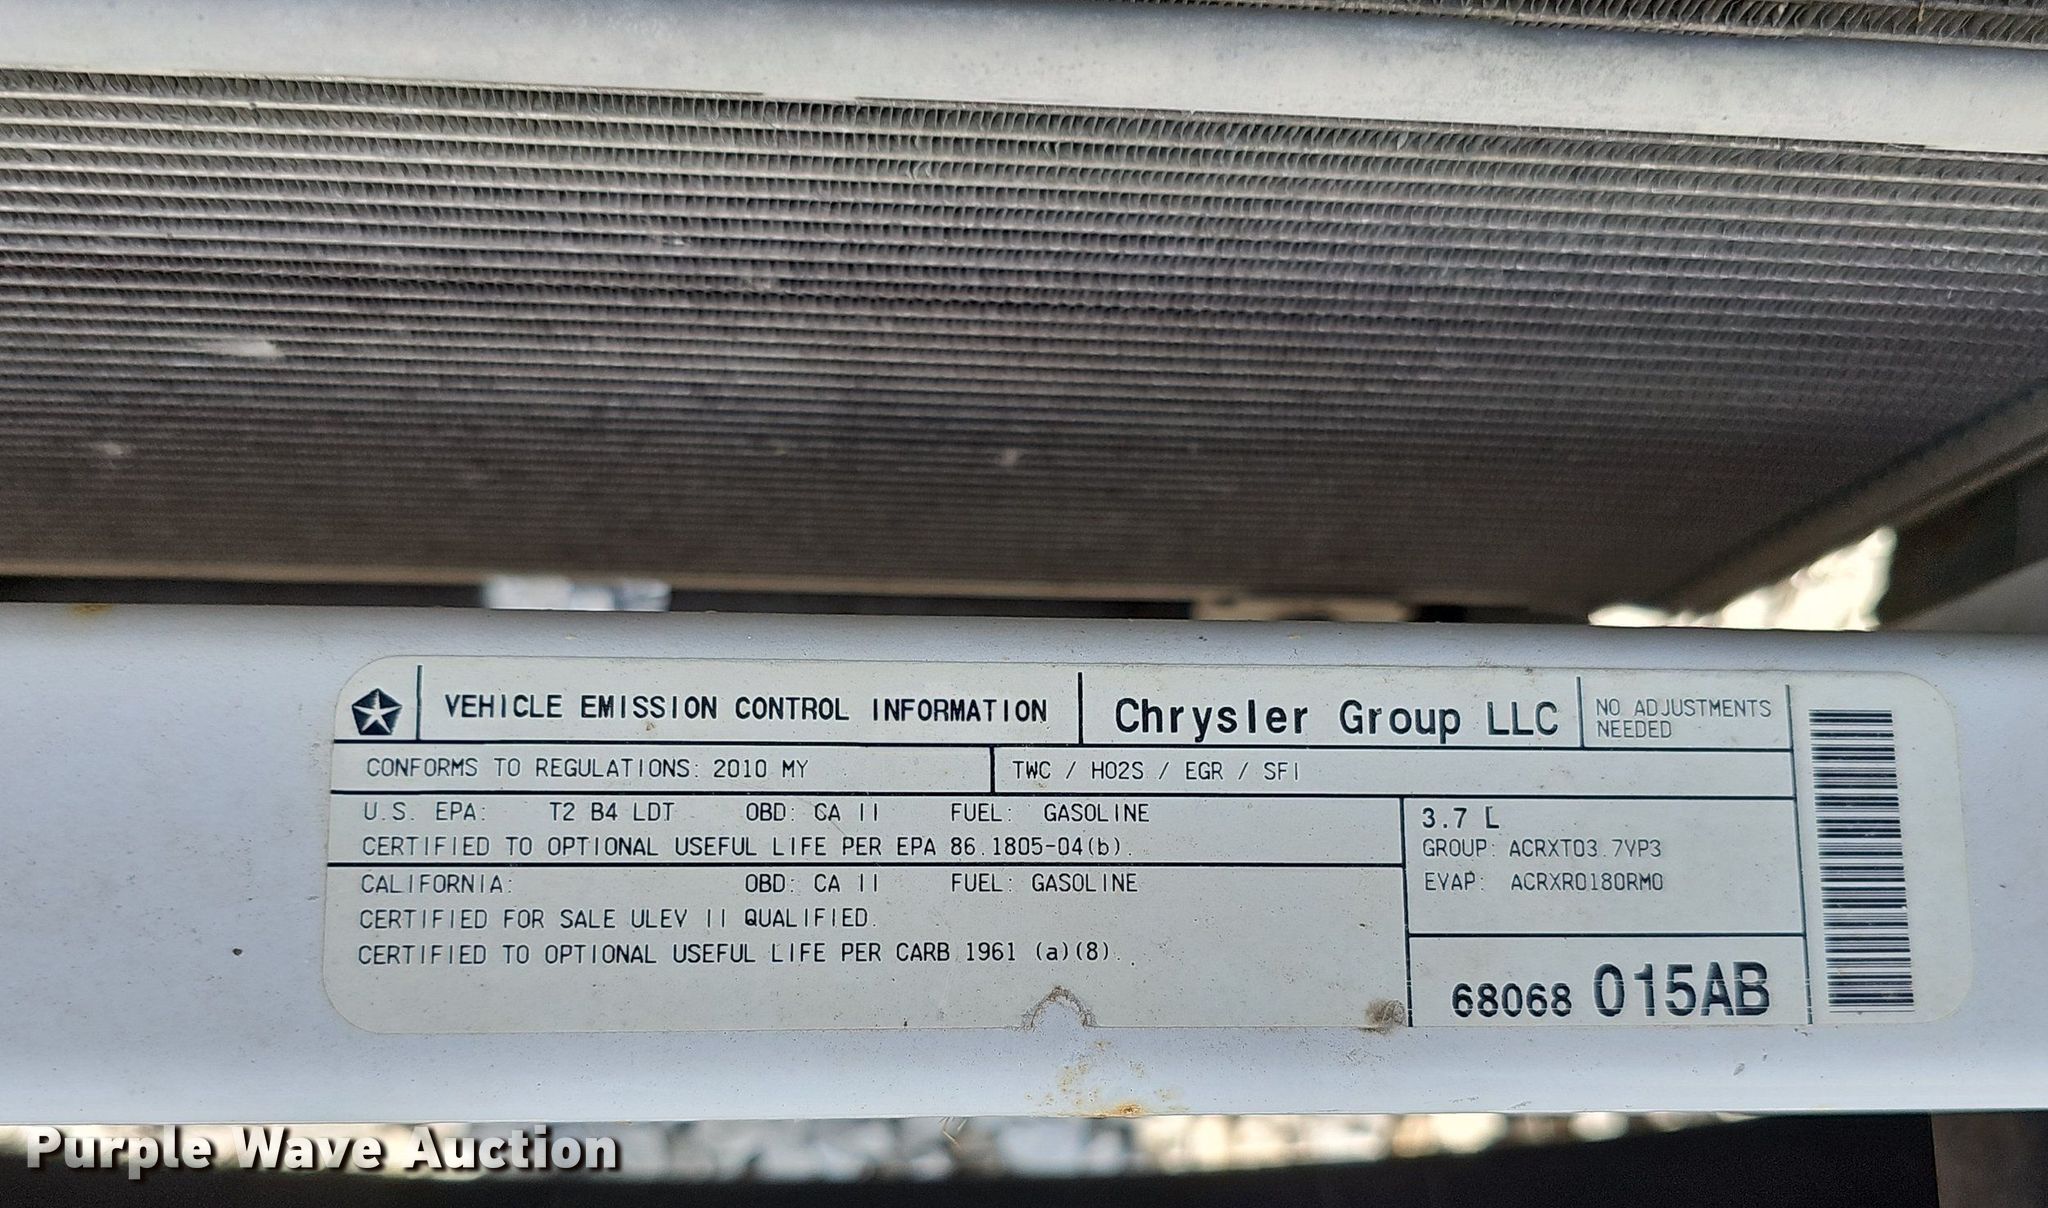 VEHICLE EMISSION CONTROL INFORMATION
Chrysler Group LLC
NO ADJUSTMENTS
NEEDED
CONFORMS TO REGULATIONS: 2010 MY
TWC / HO2S / EGR / SFI
U.S. EPA: T2 B4 LDT OBD: CA II FUEL: GASOLINE
CERTIFIED TO OPTIONAL USEFUL LIFE PER EPA 86.1805-04(b).
CALIFORNIA: OBD: CA II FUEL: GASOLINE
CERTIFIED FOR SALE ULEV II QUALIFIED.
CERTIFIED TO OPTIONAL USEFUL LIFE PER CARB 1961 (a)(8).
3.7 L
GROUP: ACRXT03.7YP3
EVAP: ACRXR0180RM0
68068 015AB
Purple Wave Auction